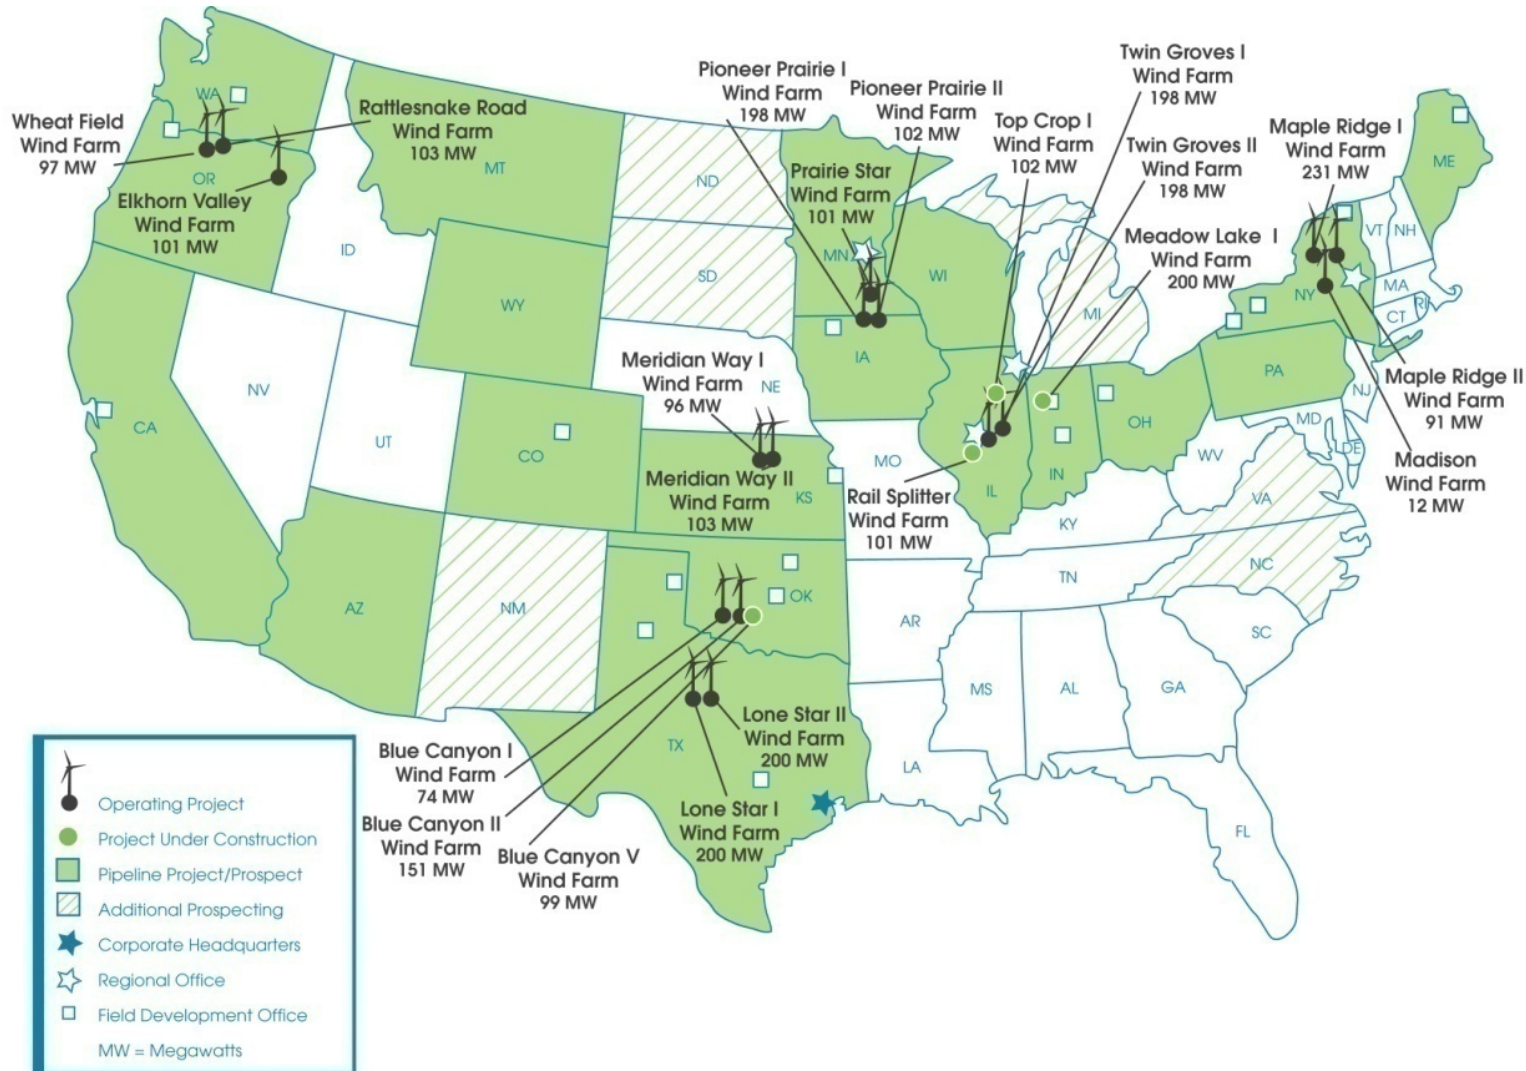 Twin Groves I
Wind Farm
198 MW
Pioneer Prairie I
Wind Farm
198 MW
Pioneer Prairie II
Wind Farm
102 MW
Top Crop I
Wind Farm
102 MW
Twin Groves II
Wind Farm
198 MW
Maple Ridge I
Wind Farm
231 MW
Wheat Field
Wind Farm
97 MW
Rattlesnake Road
Wind Farm
103 MW
Elkhorn Valley
Wind Farm
101 MW
Prairie Star
Wind Farm
101 MW
Meadow Lake I
Wind Farm
200 MW
Meridian Way I
Wind Farm
96 MW
Meridian Way II
Wind Farm
103 MW
Rail Splitter
Wind Farm
101 MW
Maple Ridge II
Wind Farm
91 MW
Madison
Wind Farm
12 MW
Blue Canyon I
Wind Farm
74 MW
Blue Canyon II
Wind Farm
151 MW
Blue Canyon V
Wind Farm
99 MW
Lone Star II
Wind Farm
200 MW
Lone Star I
Wind Farm
200 MW
WA
OR
MT
ID
ND
SD
MN
WI
MI
ME
VT
NH
MA
RI
CT
NY
WY
NV
UT
CA
CO
NE
IA
KS
MO
IL
IN
OH
PA
NJ
MD
DE
WV
VA
KY
TN
NC
SC
AZ
NM
OK
AR
TX
LA
MS
AL
GA
FL
Operating Project
Project Under Construction
Pipeline Project/Prospect
Additional Prospecting
Corporate Headquarters
Regional Office
Field Development Office
MW = Megawatts